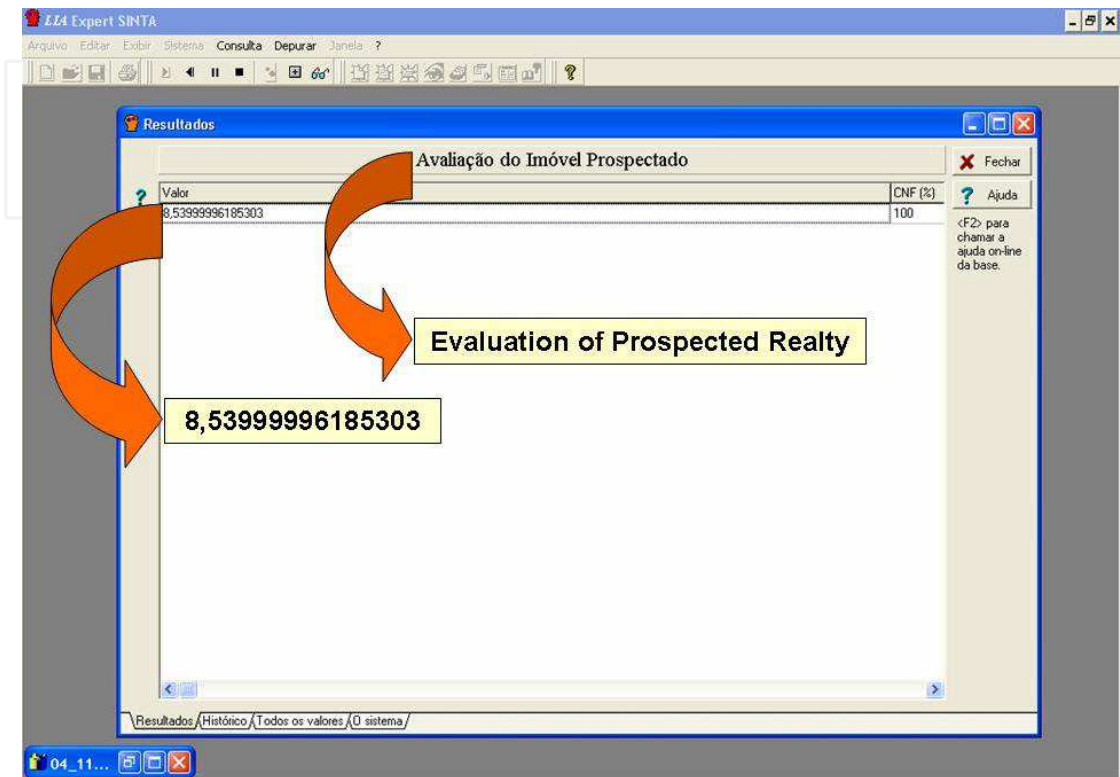 LIA Expert SINTA
Arquivo Editar Exibir Sistema Consulta Depurar Janela ?
Resultados
Avaliação do Imóvel Prospectado
Fechar
Valor CNF (%)
Ajuda
8,53999996185303 100
<F2> para
chamar a
ajuda on-line
da base.
Evaluation of Prospected Realty
8,53999996185303
Resultados Histórico Todos os valores O sistema
04_11...